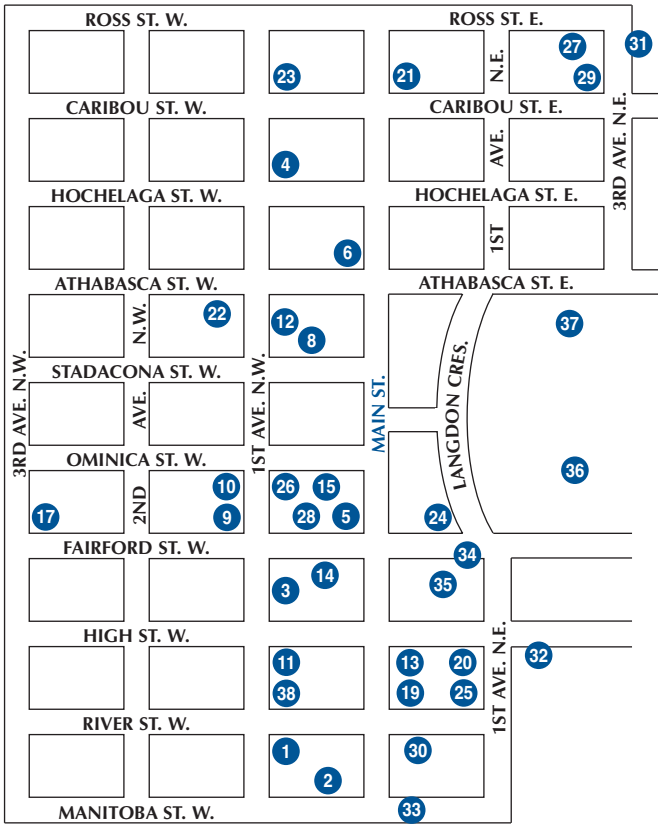 ROSS ST. W.
ROSS ST. E.
27
31
23
21
N.E.
29
CARIBOU ST. W.
CARIBOU ST. E.
3RD AVE. N.E.
4
AVE.
HOCHELAGA ST. W.
HOCHELAGA ST. E.
6
1ST
ATHABASCA ST. W.
ATHABASCA ST. E.
22
N.W.
12
8
37
STADACONA ST. W.
3RD AVE. N.W.
AVE.
1ST AVE. N.W.
MAIN ST.
LANGDON CRES.
OMINICA ST. W.
36
10
26
15
17
2ND
9
28
5
24
FAIRFORD ST. W.
34
3
14
35
HIGH ST. W.
1ST AVE. N.E.
32
11
13
20
38
19
25
RIVER ST. W.
1
30
2
MANITOBA ST. W.
33